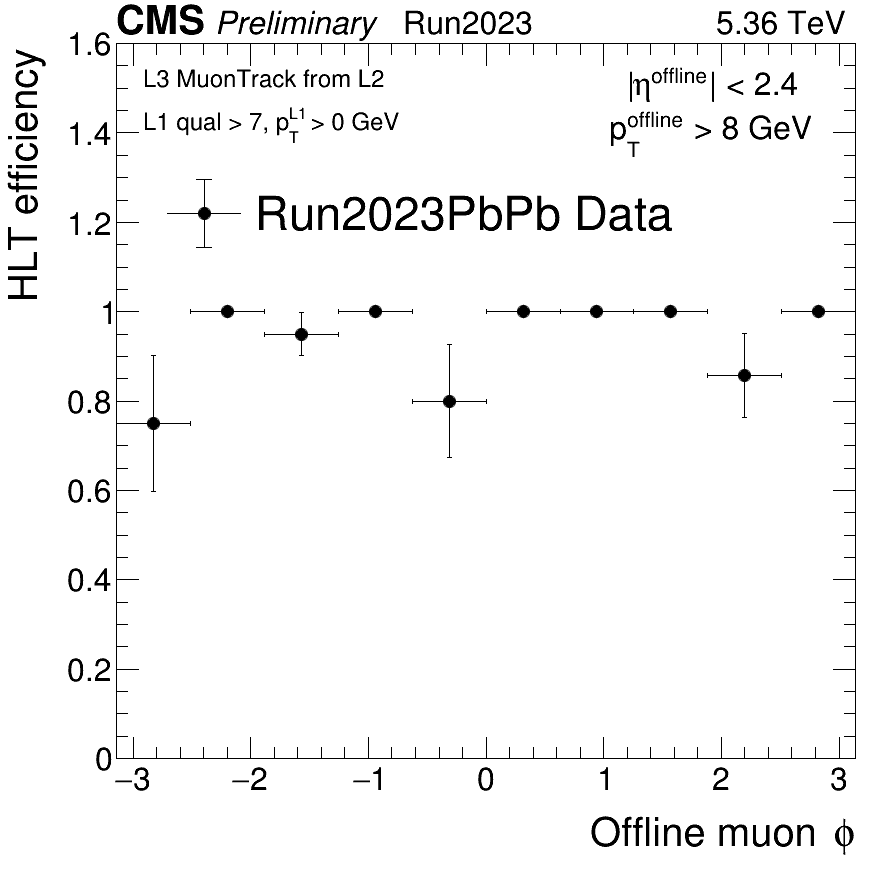 CMS Preliminary Run2023 5.36 TeV
L3 MuonTrack from L2
L1 qual > 7, p_T^L1 > 0 GeV
|η^offline| < 2.4
p_T^offline > 8 GeV
Run2023PbPb Data
HLT efficiency
1.6
1.4
1.2
1
0.8
0.6
0.4
0.2
0
−3 −2 −1 0 1 2 3
Offline muon ϕ